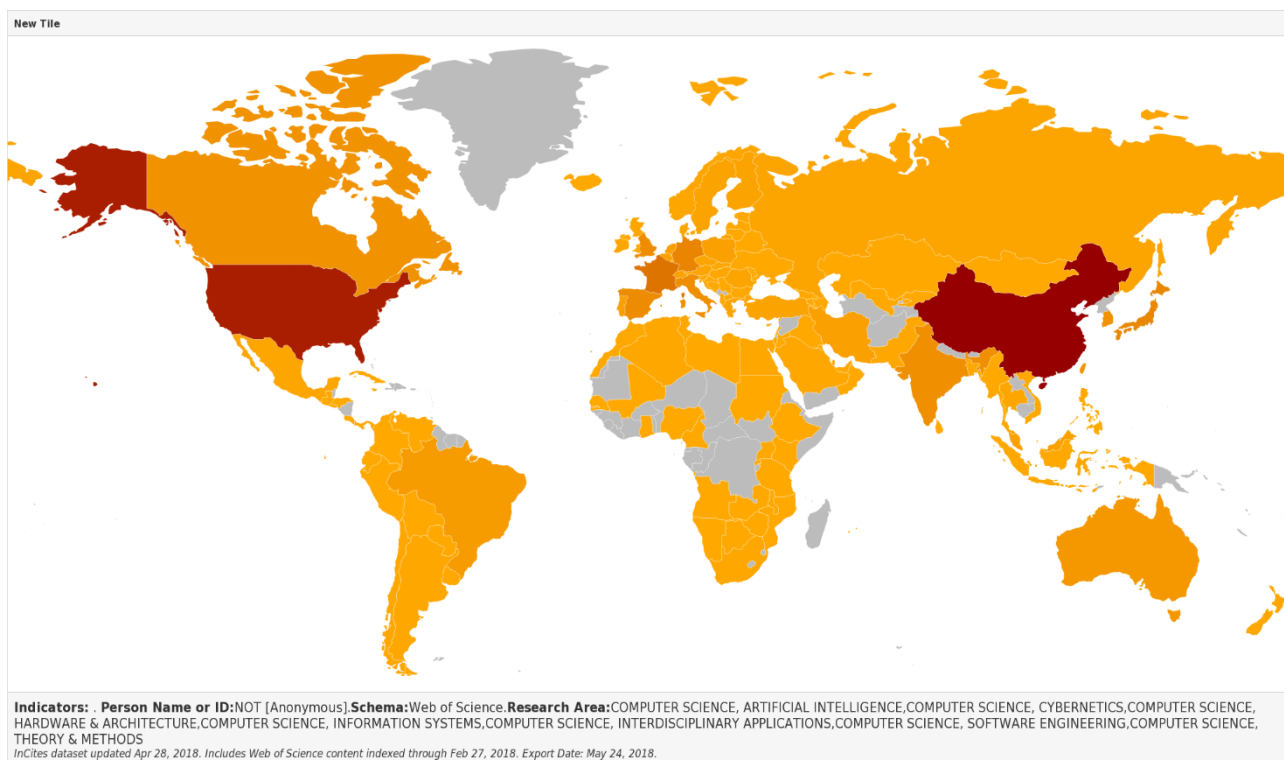 New Tile
Indicators: . Person Name or ID:NOT [Anonymous].Schema:Web of Science.Research Area:COMPUTER SCIENCE, ARTIFICIAL INTELLIGENCE,COMPUTER SCIENCE, CYBERNETICS,COMPUTER SCIENCE,
HARDWARE & ARCHITECTURE,COMPUTER SCIENCE, INFORMATION SYSTEMS,COMPUTER SCIENCE, INTERDISCIPLINARY APPLICATIONS,COMPUTER SCIENCE, SOFTWARE ENGINEERING,COMPUTER SCIENCE,
THEORY & METHODS
InCites dataset updated Apr 28, 2018. Includes Web of Science content indexed through Feb 27, 2018. Export Date: May 24, 2018.